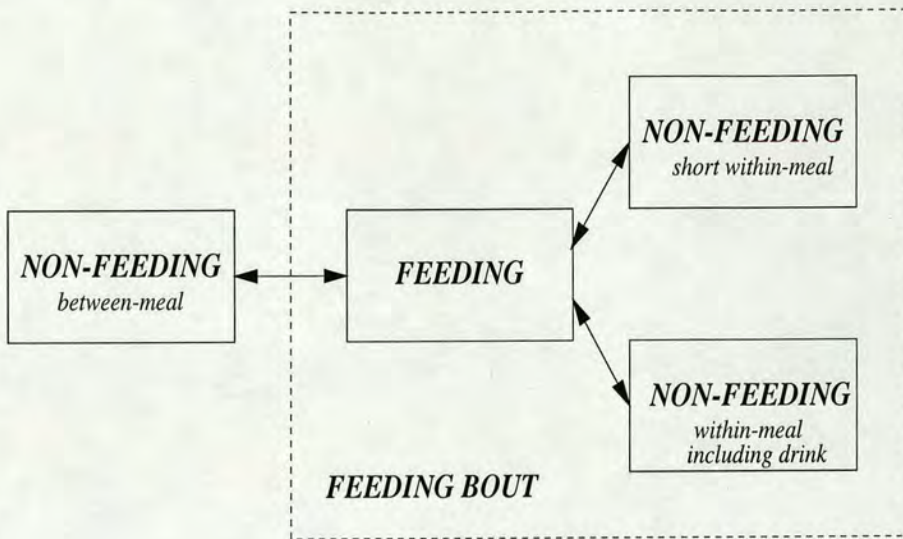 NON-FEEDING
short within-meal
NON-FEEDING
between-meal
FEEDING
NON-FEEDING
within-meal
including drink
FEEDING BOUT